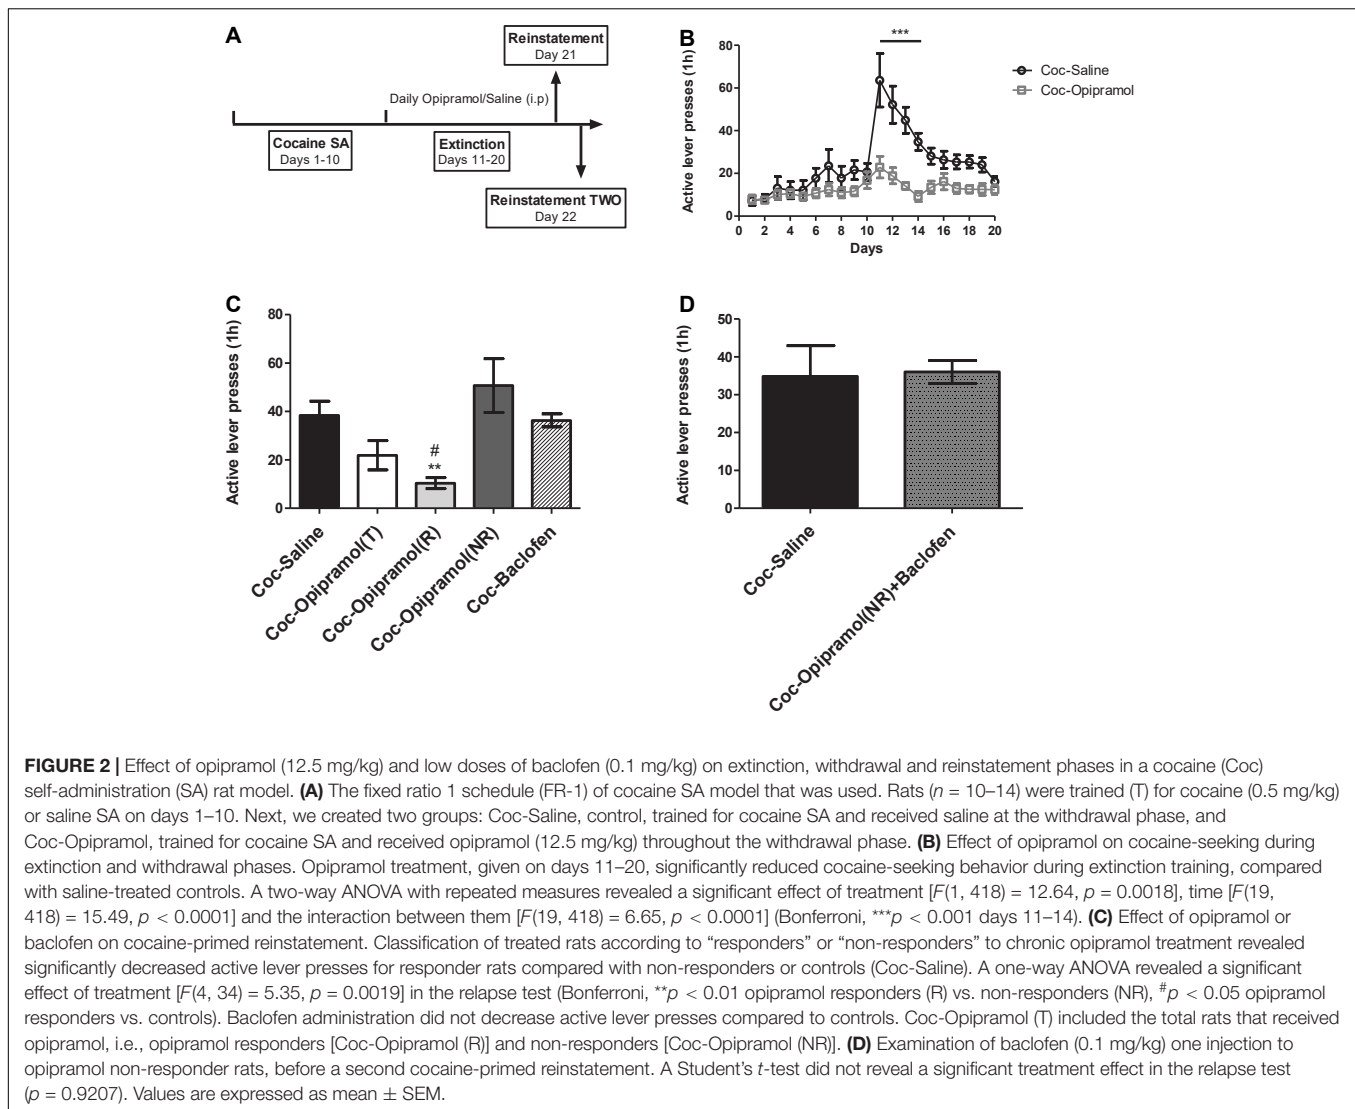 A
Reinstatement
Day 21
Daily Opipramol/Saline (i.p)
Cocaine SA
Days 1-10
Extinction
Days 11-20
Reinstatement TWO
Day 22
B
***
80
60
40
20
0
Active lever presses (1h)
0 2 4 6 8 10 12 14 16 18 20
Days
Coc-Saline
Coc-Opipramol
C
80
60
40
20
0
Active lever presses (1h)
#
**
Coc-Saline
Coc-Opipramol(T)
Coc-Opipramol(R)
Coc-Opipramol(NR)
Coc-Baclofen
D
50
40
30
20
10
0
Active lever presses (1h)
Coc-Saline
Coc-Opipramol(NR)+Baclofen
FIGURE 2 | Effect of opipramol (12.5 mg/kg) and low doses of baclofen (0.1 mg/kg) on extinction, withdrawal and reinstatement phases in a cocaine (Coc)
self-administration (SA) rat model. (A) The fixed ratio 1 schedule (FR-1) of cocaine SA model that was used. Rats (n = 10–14) were trained (T) for cocaine (0.5 mg/kg)
or saline SA on days 1–10. Next, we created two groups: Coc-Saline, control, trained for cocaine SA and received saline at the withdrawal phase, and
Coc-Opipramol, trained for cocaine SA and received opipramol (12.5 mg/kg) throughout the withdrawal phase. (B) Effect of opipramol on cocaine-seeking during
extinction and withdrawal phases. Opipramol treatment, given on days 11–20, significantly reduced cocaine-seeking behavior during extinction training, compared
with saline-treated controls. A two-way ANOVA with repeated measures revealed a significant effect of treatment [F(1, 418) = 12.64, p = 0.0018], time [F(19,
418) = 15.49, p < 0.0001] and the interaction between them [F(19, 418) = 6.65, p < 0.0001] (Bonferroni, ***p < 0.001 days 11–14). (C) Effect of opipramol or
baclofen on cocaine-primed reinstatement. Classification of treated rats according to “responders” or “non-responders” to chronic opipramol treatment revealed
significantly decreased active lever presses for responder rats compared with non-responders or controls (Coc-Saline). A one-way ANOVA revealed a significant
effect of treatment [F(4, 34) = 5.35, p = 0.0019] in the relapse test (Bonferroni, **p < 0.01 opipramol responders (R) vs. non-responders (NR), #p < 0.05 opipramol
responders vs. controls). Baclofen administration did not decrease active lever presses compared to controls. Coc-Opipramol (T) included the total rats that received
opipramol, i.e., opipramol responders [Coc-Opipramol (R)] and non-responders [Coc-Opipramol (NR)]. (D) Examination of baclofen (0.1 mg/kg) one injection to
opipramol non-responder rats, before a second cocaine-primed reinstatement. A Student’s t-test did not reveal a significant treatment effect in the relapse test
(p = 0.9207). Values are expressed as mean ± SEM.